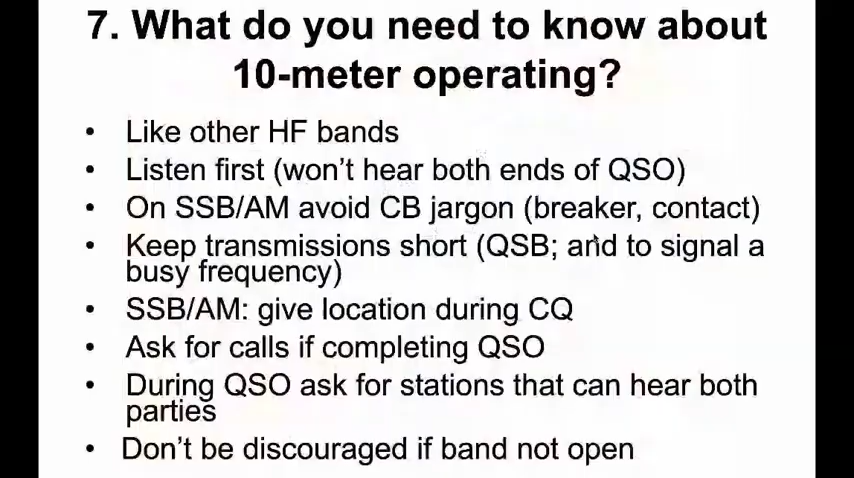 7. What do you need to know about
10-meter operating?
• Like other HF bands
• Listen first (won't hear both ends of QSO)
• On SSB/AM avoid CB jargon (breaker, contact)
• Keep transmissions short (QSB; and to signal a
busy frequency)
• SSB/AM: give location during CQ
• Ask for calls if completing QSO
• During QSO ask for stations that can hear both
parties
• Don't be discouraged if band not open